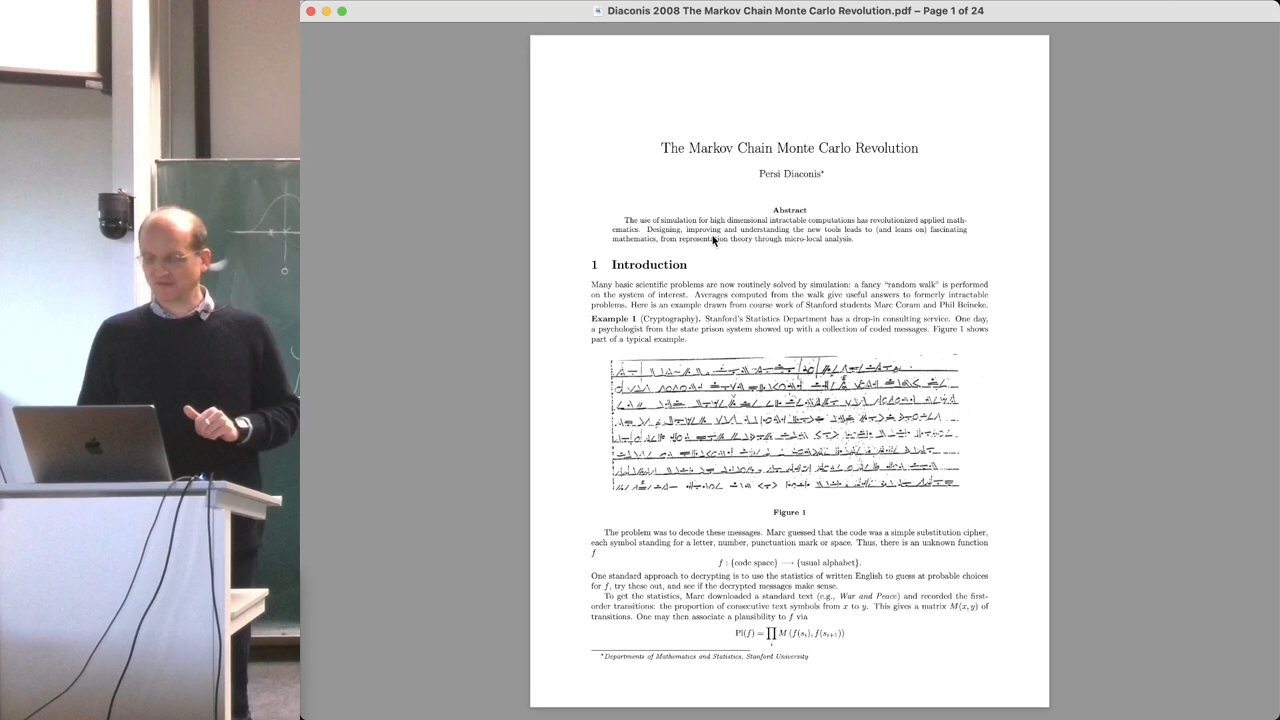 Diaconis 2008 The Markov Chain Monte Carlo Revolution.pdf – Page 1 of 24
The Markov Chain Monte Carlo Revolution
Persi Diaconis*
Abstract
The use of simulation for high dimensional intractable computations has revolutionized applied math-
ematics. Designing, improving and understanding the new tools leads to (and leans on) fascinating
mathematics, from representation theory through micro-local analysis.
1 Introduction
Many basic scientific problems are now routinely solved by simulation: a fancy “random walk” is performed
on the system of interest. Averages computed from the walk give useful answers to formerly intractable
problems. Here is an example drawn from course work of Stanford students Marc Coram and Phil Beineke.
Example 1 (Cryptography). Stanford's Statistics Department has a drop-in consulting service. One day,
a psychologist from the state prison system showed up with a collection of coded messages. Figure 1 shows
part of a typical example.
Figure 1
The problem was to decode these messages. Marc guessed that the code was a simple substitution cipher,
each symbol standing for a letter, number, punctuation mark or space. Thus, there is an unknown function
f
f : {code space} ⟶ {usual alphabet}.
One standard approach to decrypting is to use the statistics of written English to guess at probable choices
for f, try these out, and see if the decrypted messages make sense.
To get the statistics, Marc downloaded a standard text (e.g., War and Peace) and recorded the first-
order transitions: the proportion of consecutive text symbols from x to y. This gives a matrix M(x, y) of
transitions. One may then associate a plausibility to f via
Pl(f) = ∏ M (f(sᵢ), f(sᵢ₊₁))
i
*Departments of Mathematics and Statistics, Stanford University